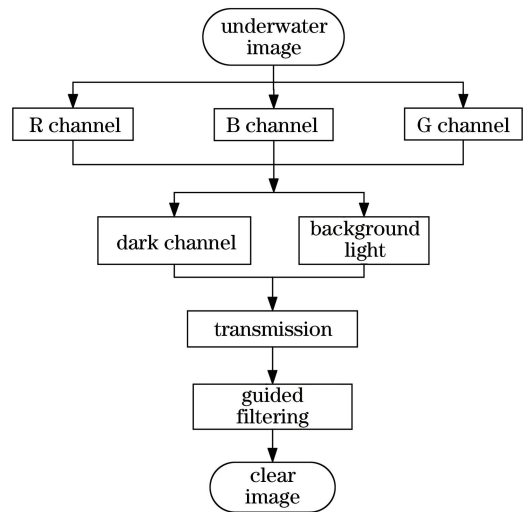 underwater
image
R channel
B channel
G channel
dark channel
background
light
transmission
guided
filtering
clear
image